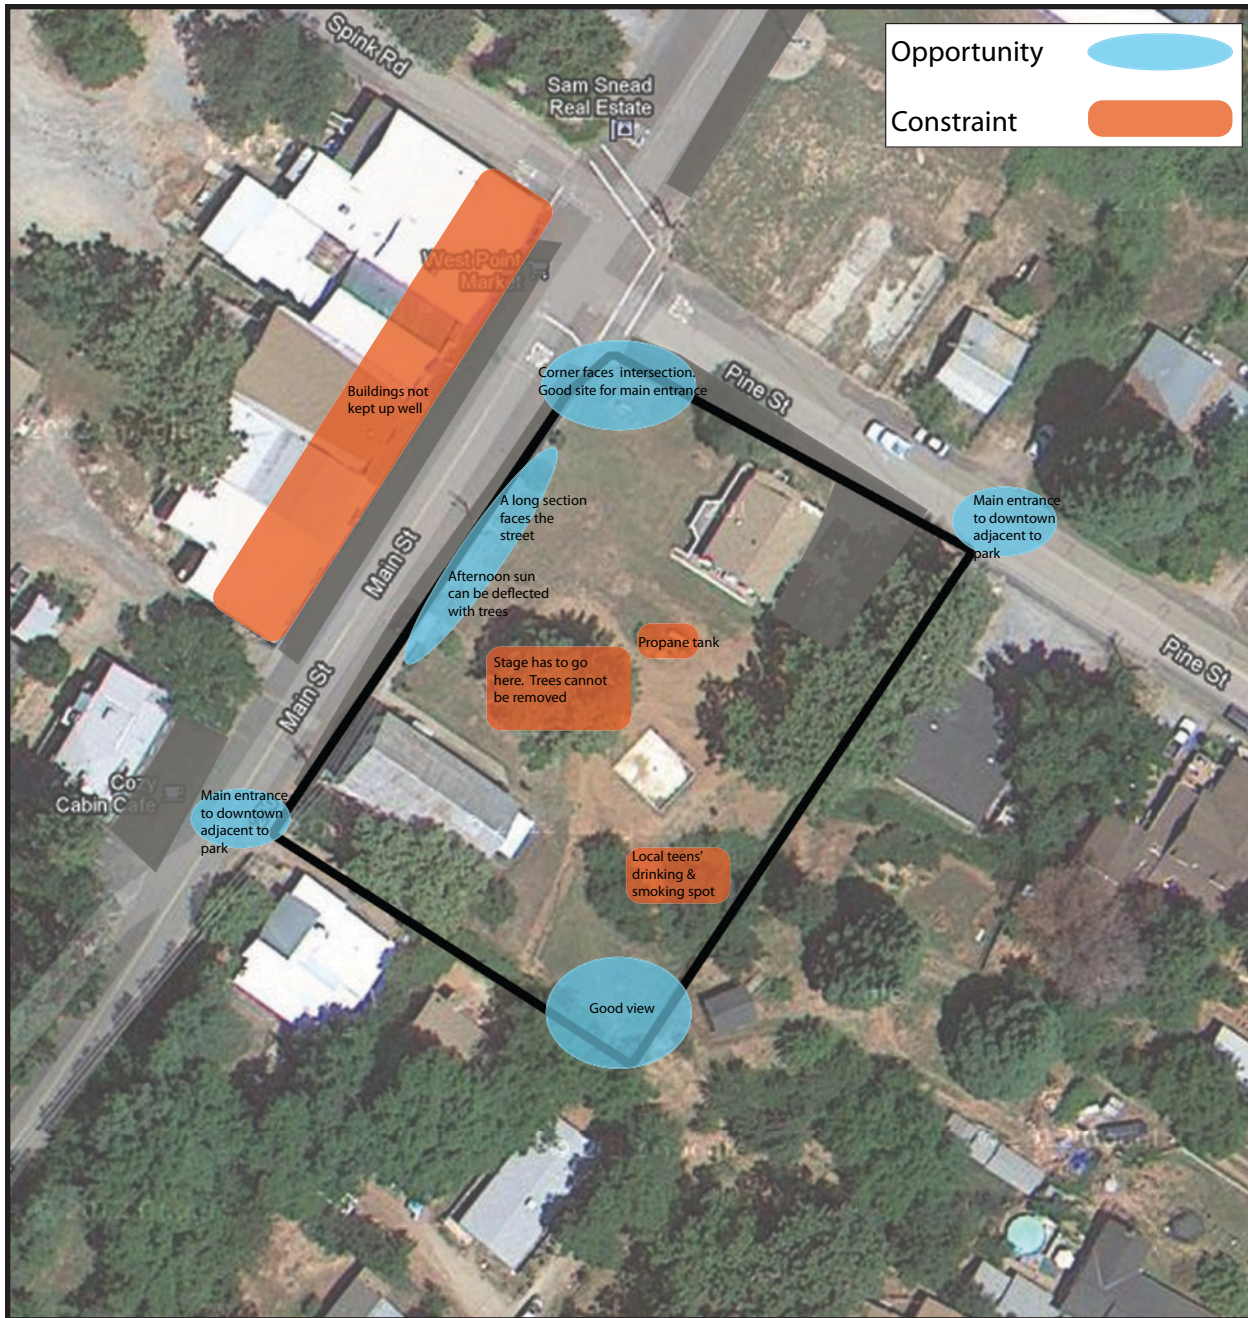 Opportunity
Constraint
Spink Rd
Sam Snead
Real Estate
West Point
Market
Corner faces intersection.
Good site for main entrance
Pine St
Buildings not
kept up well
A long section
faces the
street
Main entrance
to downtown
adjacent to
park
Main St
Afternoon sun
can be deflected
with trees
Propane tank
Stage has to go
here. Trees cannot
be removed
Pine St
Main St
Cozy
Cabin Cafe
Main entrance
to downtown
adjacent to
park
Local teens'
drinking &
smoking spot
Good view